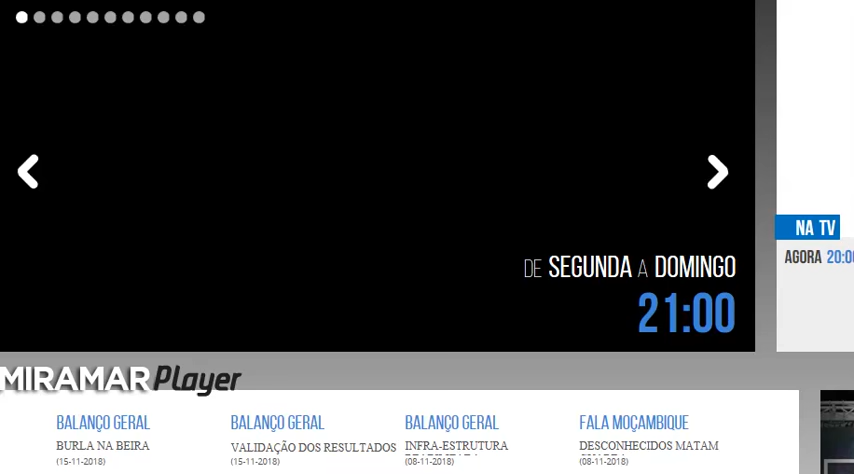 DE SEGUNDA A DOMINGO
21:00
NA TV
AGORA 20:00
MIRAMAR Player
BALANÇO GERAL
BURLA NA BEIRA
(15-11-2018)
BALANÇO GERAL
VALIDAÇÃO DOS RESULTADOS
(15-11-2018)
BALANÇO GERAL
INFRA-ESTRUTURA
(08-11-2018)
FALA MOÇAMBIQUE
DESCONHECIDOS MATAM
(08-11-2018)